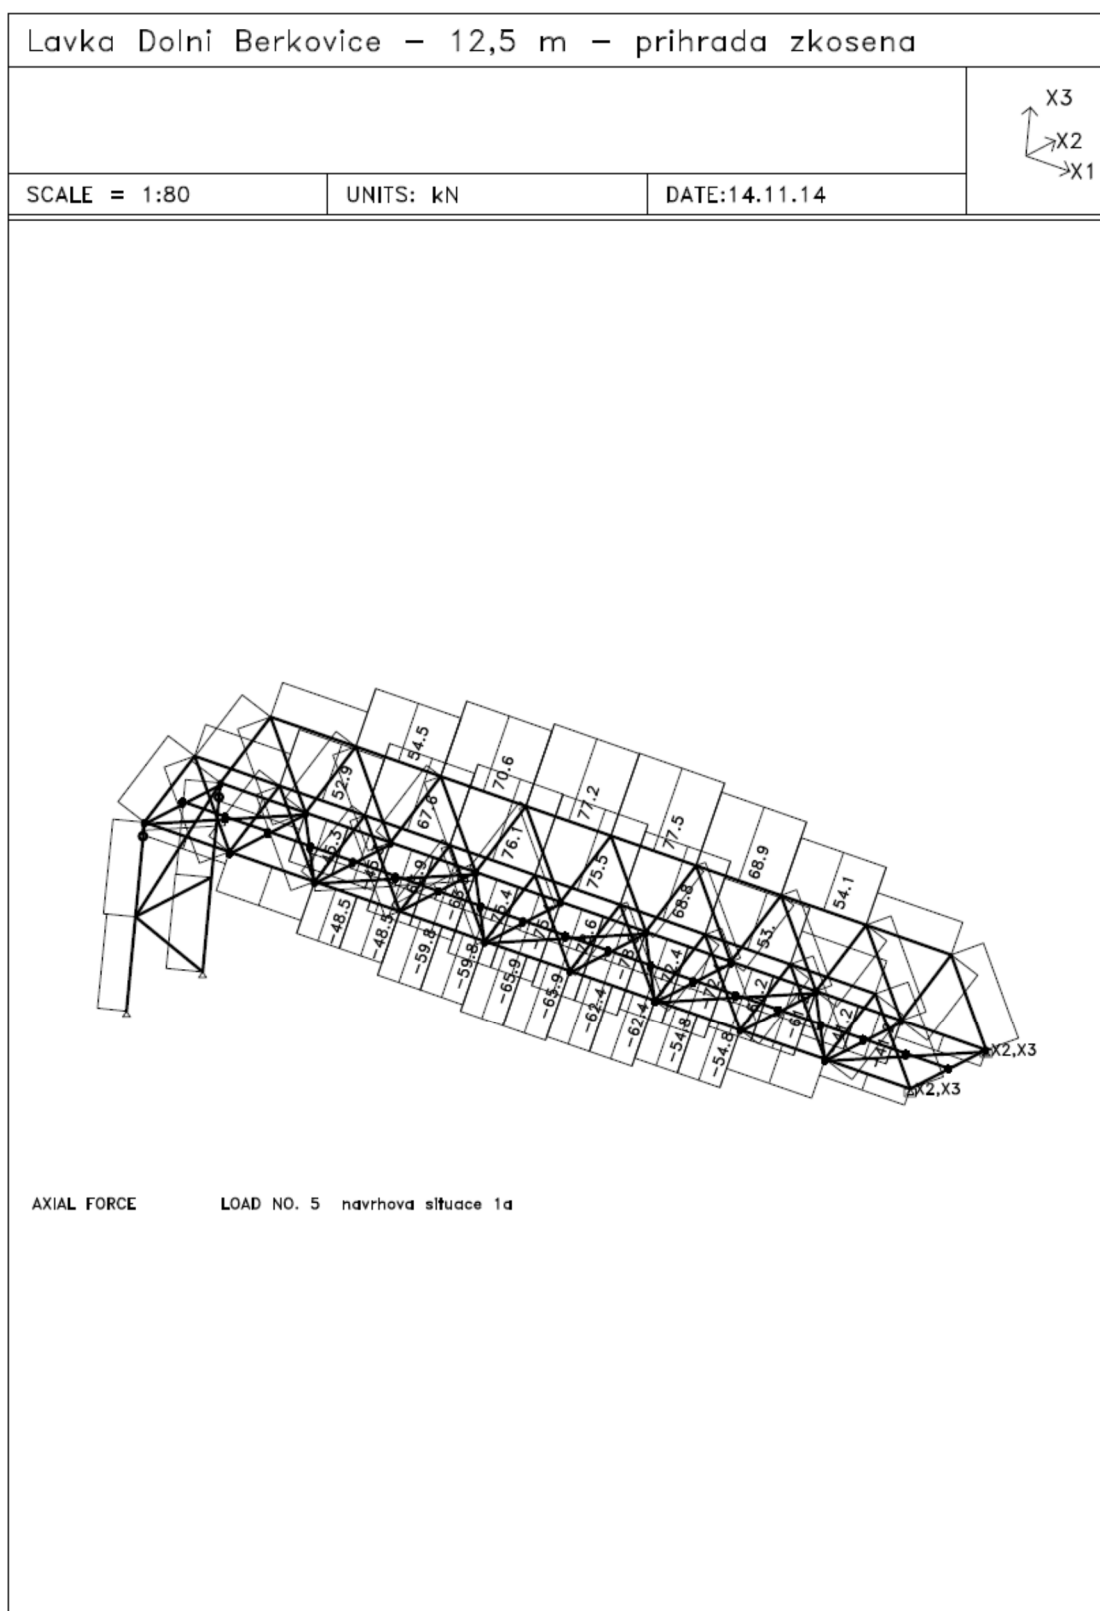 Lavka Dolni Berkovice – 12,5 m – prihrada zkosena
X3
X2
X1
SCALE = 1:80
UNITS: kN
DATE:14.11.14
54.5
70.6
77.2
77.5
68.9
54.1
52.9
67.6
76.1
75.5
68.8
53.
-48.5
-48.5
-59.8
-59.8
-65.9
-65.9
-62.4
-62.4
-54.8
-54.8
X2,X3
X2,X3
AXIAL FORCE
LOAD NO. 5 navrhova situace 1a